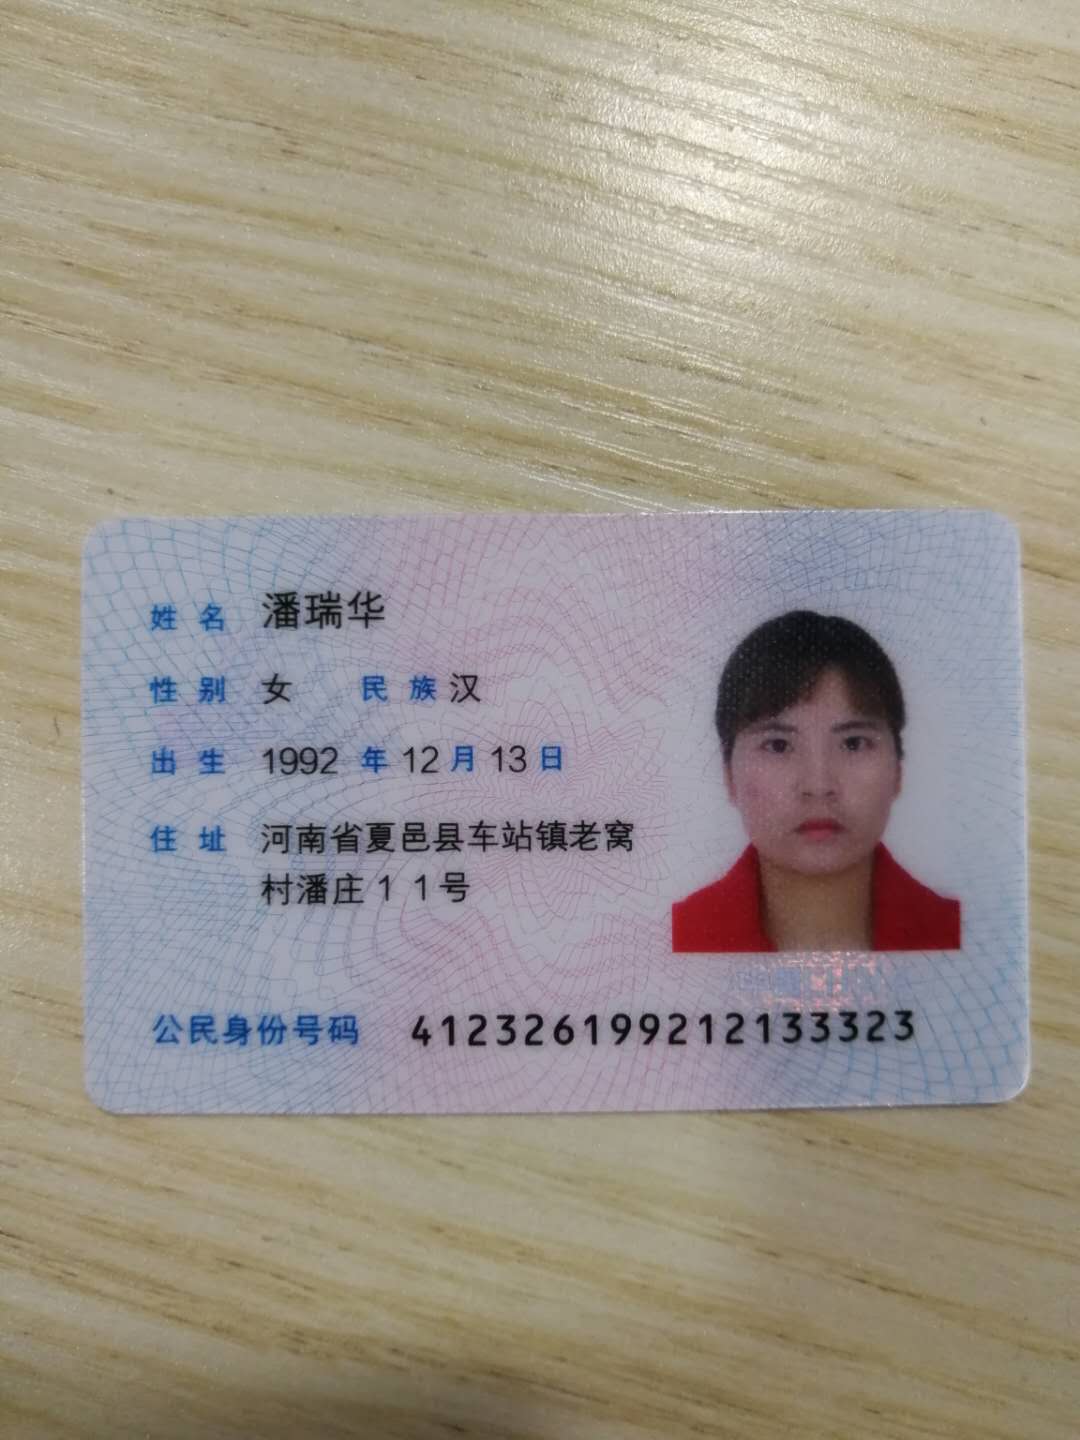 姓名 潘瑞华
性别 女 民族 汉
出生 1992 年 12 月 13 日
住址 河南省夏邑县车站镇老窝
村潘庄11号
公民身份号码 412326199212133323